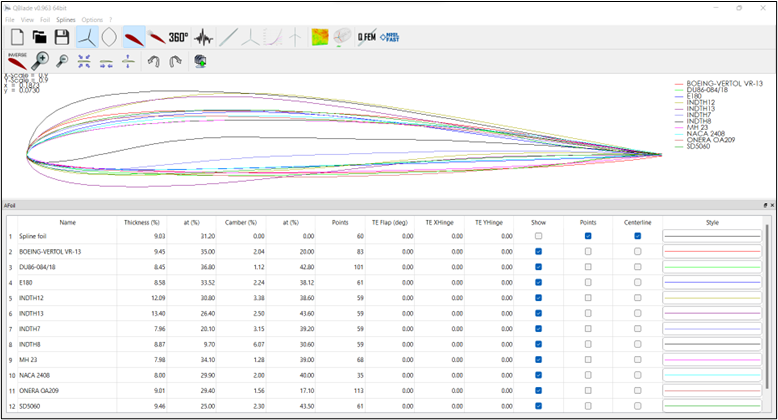 QBlade v0.963 64bit
File View Foil Splines Options ?
360°
Q.FEM
NREL FAST
INVERSE
X-Scale = 0.9
Y-Scale = 0.9
x = 0.1873
y = 0.0730
BOEING-VERTOL VR-13
DU86-084/18
E180
INDTH12
INDTH13
INDTH7
INDTH8
MH 23
NACA 2408
ONERA OA209
SD5060
AFoil
Name Thickness (%) at (%) Camber (%) at (%) Points TE Flap (deg) TE XHinge TE YHinge Show Points Centerline Style
1 Spline foil 9.03 31.20 0.00 0.00 60 0.00 0.00 0.00
2 BOEING-VERTOL VR-13 9.45 35.00 2.04 20.00 83 0.00 0.00 0.00
3 DU86-084/18 8.45 36.80 1.12 42.80 101 0.00 0.00 0.00
4 E180 8.58 33.52 2.24 38.12 61 0.00 0.00 0.00
5 INDTH12 12.09 30.80 3.38 38.60 59 0.00 0.00 0.00
6 INDTH13 13.40 26.40 2.50 43.60 59 0.00 0.00 0.00
7 INDTH7 7.96 20.10 3.15 39.20 59 0.00 0.00 0.00
8 INDTH8 8.87 9.70 6.07 30.60 59 0.00 0.00 0.00
9 MH 23 7.98 34.10 1.28 39.00 68 0.00 0.00 0.00
10 NACA 2408 8.00 29.90 2.00 40.00 35 0.00 0.00 0.00
11 ONERA OA209 9.01 29.40 1.56 17.10 113 0.00 0.00 0.00
12 SD5060 9.46 25.00 2.30 43.50 61 0.00 0.00 0.00